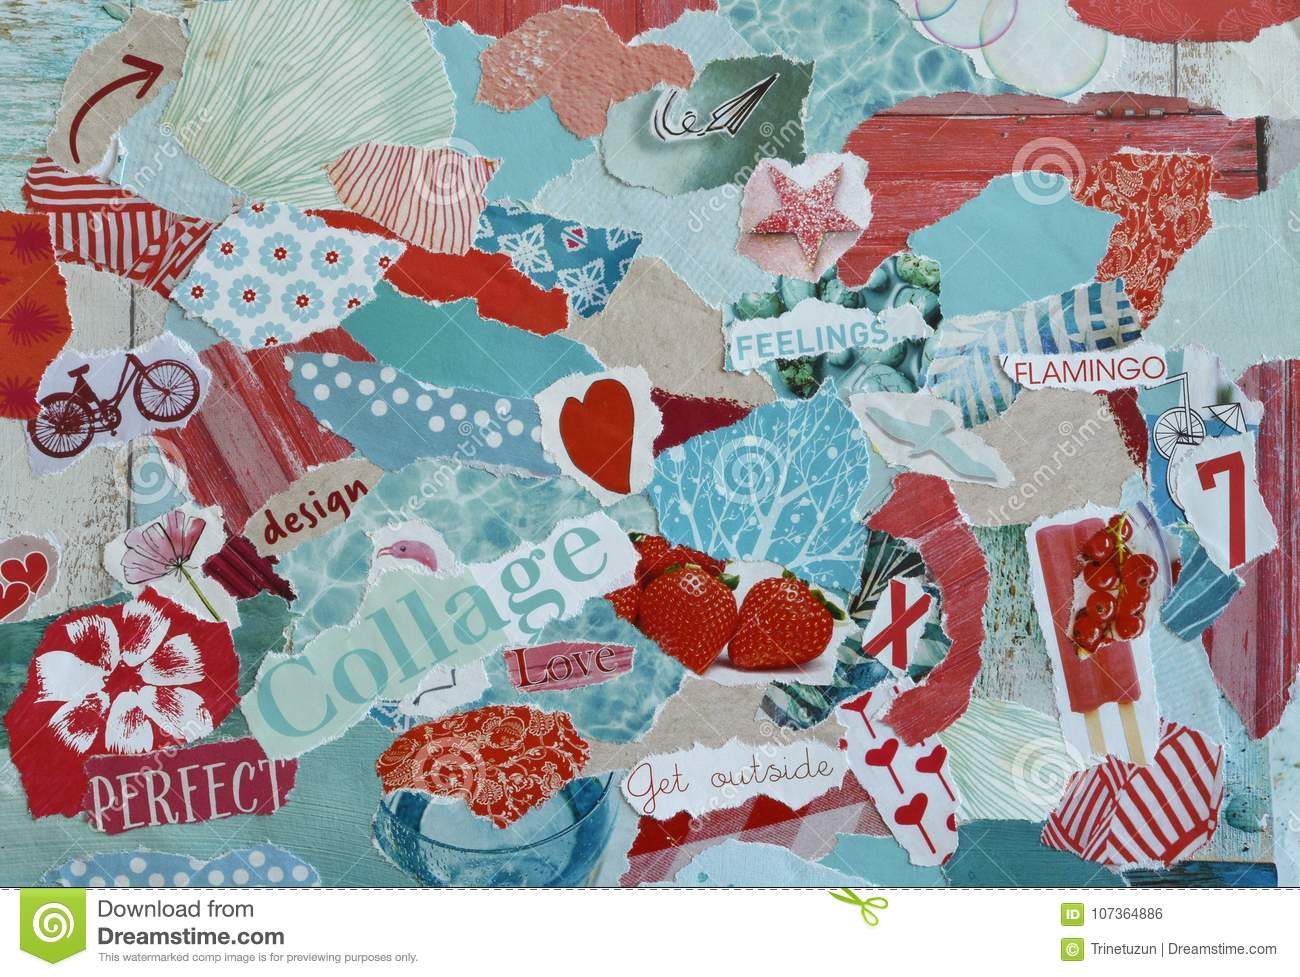 FEELINGS
FLAMINGO
7
design
Collage
Love
X
PERFECT
Get outside
dreamstime
Download from
Dreamstime.com
This watermarked comp image is for previewing purposes only.
ID 107364886
© Trinetuzun | Dreamstime.com